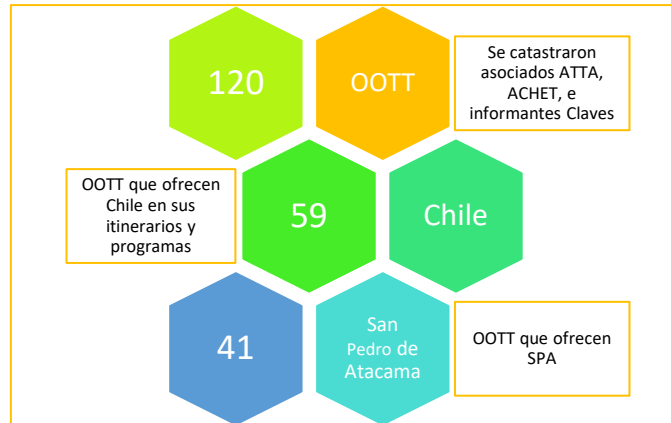 120
OOTT
Se catastraron
asociados ATTA,
ACHET, e
informantes Claves
OOTT que ofrecen
Chile en sus
itinerarios y
programas
59
Chile
41
San
Pedro de
Atacama
OOTT que ofrecen
SPA